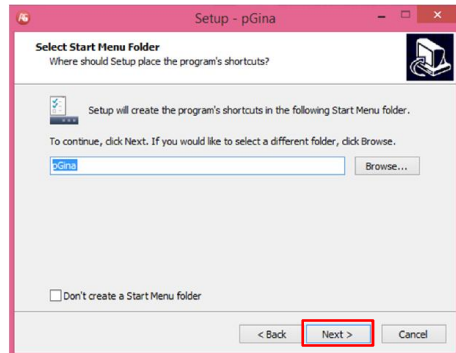 Setup - pGina
Select Start Menu Folder
Where should Setup place the program's shortcuts?
Setup will create the program's shortcuts in the following Start Menu folder.
To continue, click Next. If you would like to select a different folder, click Browse.
pGina
Browse...
Don't create a Start Menu folder
< Back
Next >
Cancel